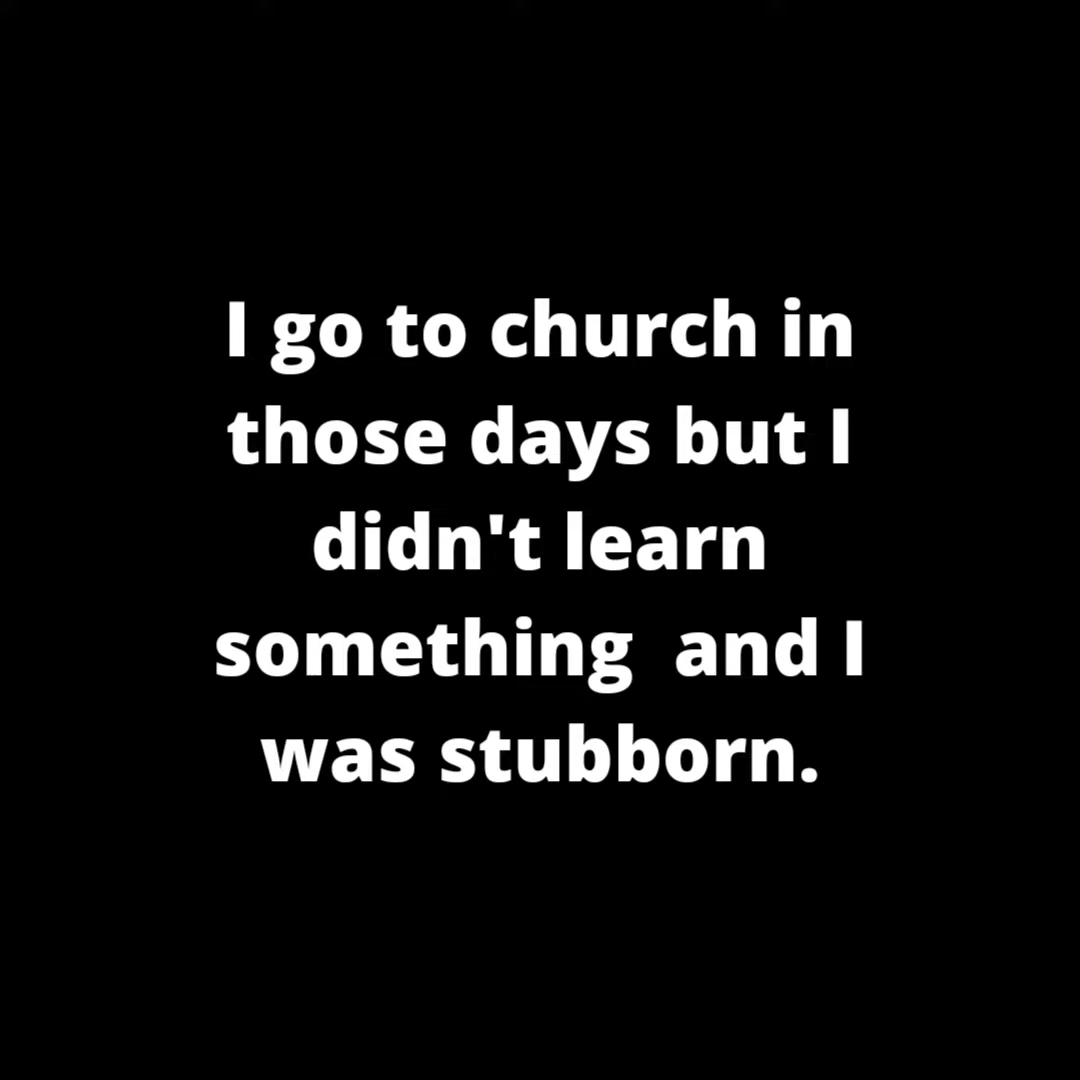 I go to church in
those days but I
didn't learn
something  and I
was stubborn.